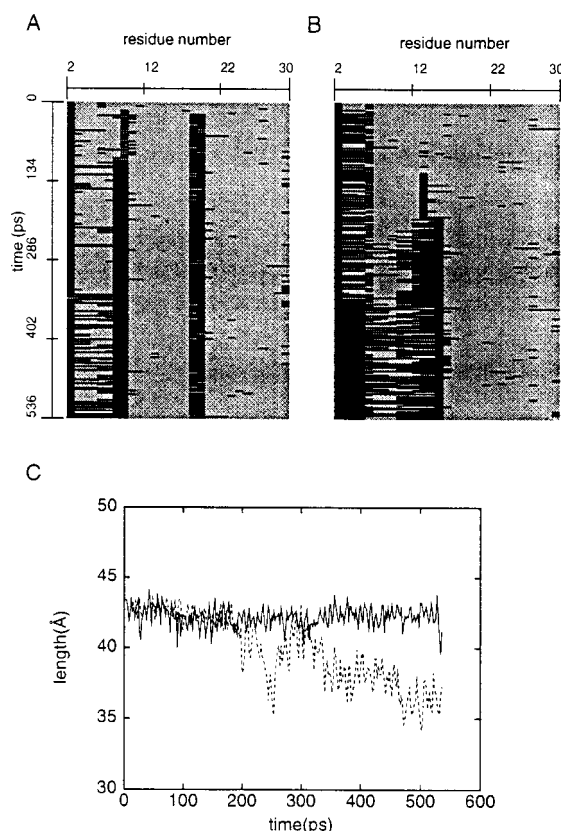 A
B
residue number
residue number
2 12 22 30
2 12 22 30
0
134
286
402
536
time (ps)
C
50
45
40
35
30
length(Å)
0 100 200 300 400 500 600
time(ps)